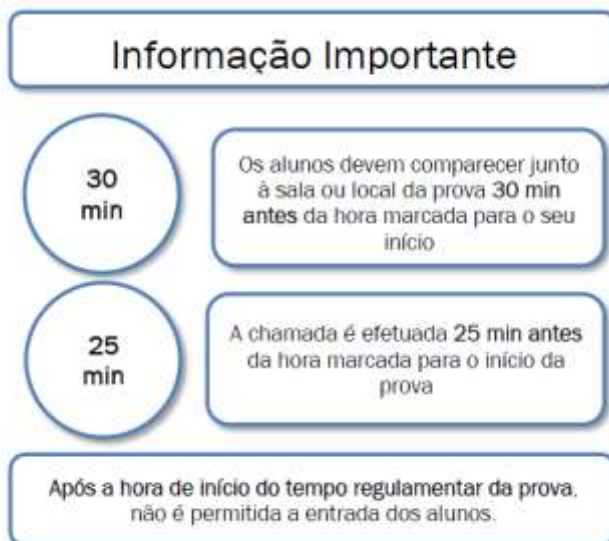 Informação Importante
30
min
Os alunos devem comparecer junto
à sala ou local da prova 30 min
antes da hora marcada para o seu
início
25
min
A chamada é efetuada 25 min antes
da hora marcada para o início da
prova
Após a hora de início do tempo regulamentar da prova,
não é permitida a entrada dos alunos.